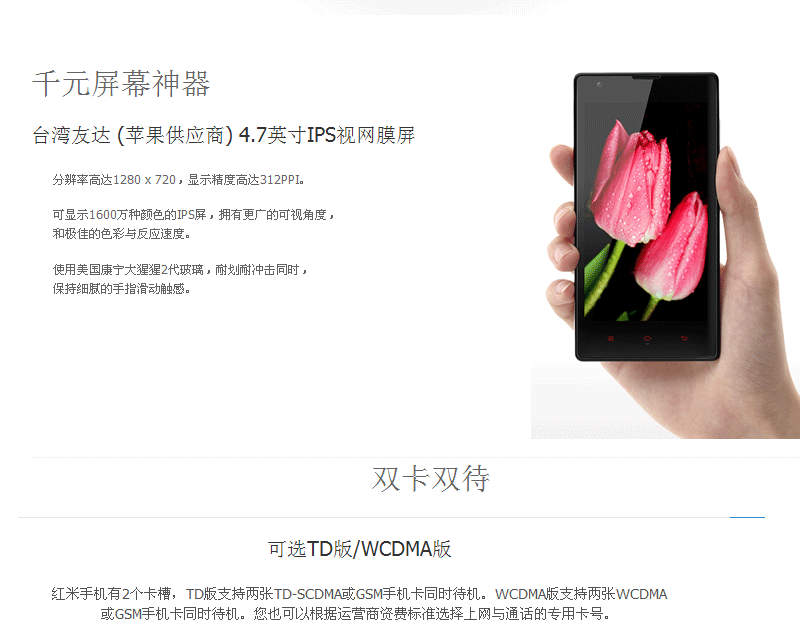 千元屏幕神器
台湾友达 (苹果供应商) 4.7英寸IPS视网膜屏
分辨率高达1280 x 720，显示精度高达312PPI。
可显示1600万种颜色的IPS屏，拥有更广的可视角度，
和极佳的色彩与反应速度。
使用美国康宁大猩猩2代玻璃，耐划耐冲击同时，
保持细腻的手指滑动触感。
双卡双待
可选TD版/WCDMA版
红米手机有2个卡槽，TD版支持两张TD-SCDMA或GSM手机卡同时待机。WCDMA版支持两张WCDMA
或GSM手机卡同时待机。您也可以根据运营商资费标准选择上网与通话的专用卡号。